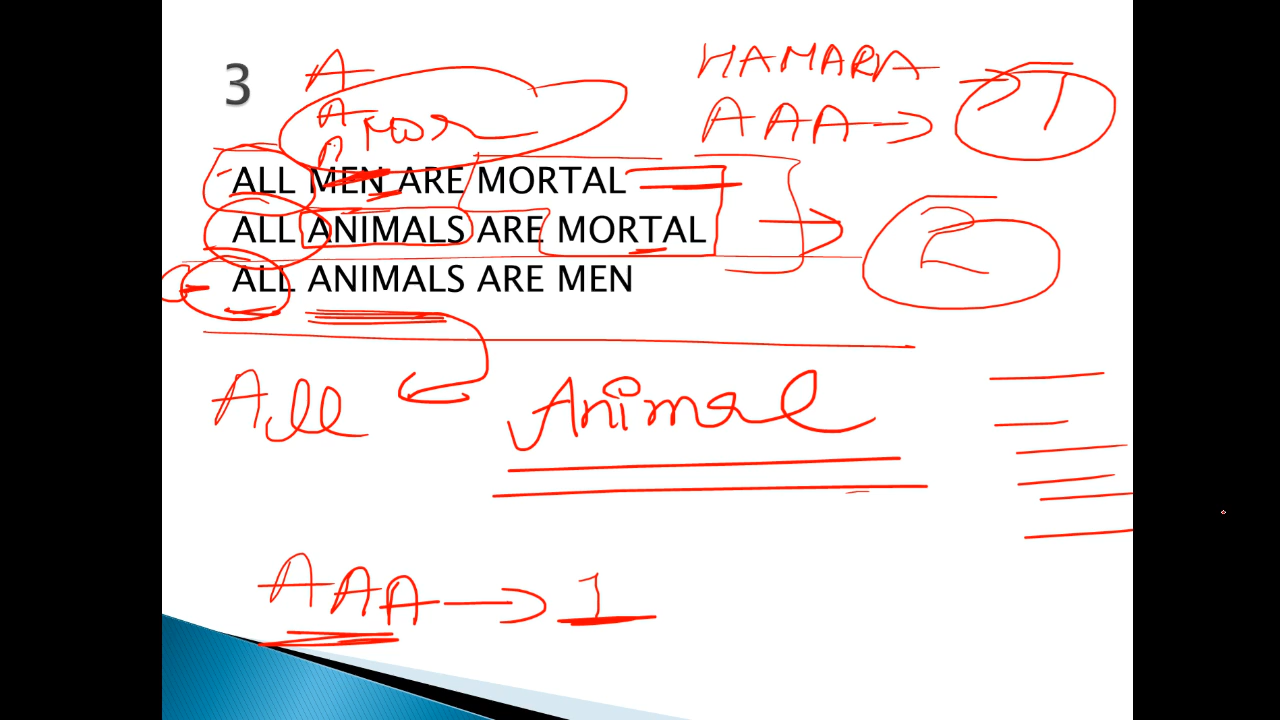 3
A
A
A
HAMARA → 1
AAA →
ALL MEN ARE MORTAL
ALL ANIMALS ARE MORTAL → 2
ALL ANIMALS ARE MEN
All Animal
AAA → 1